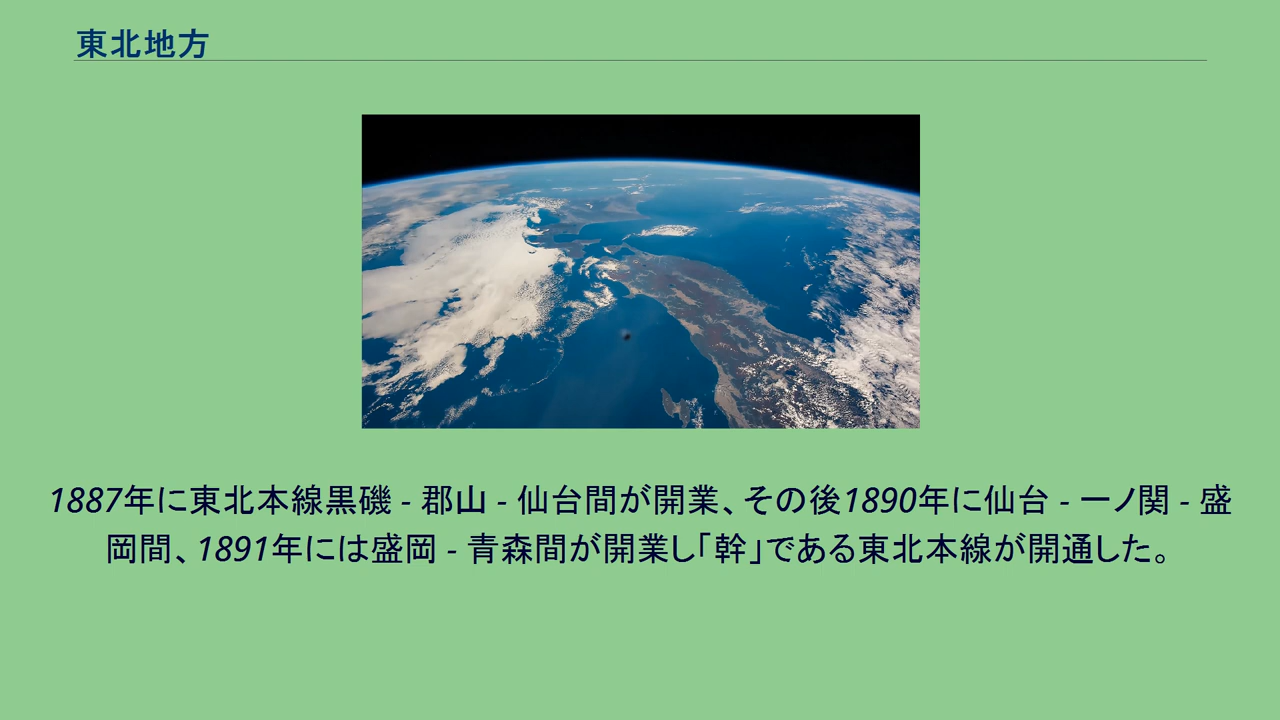 東北地方
1887年に東北本線黒磯 - 郡山 - 仙台間が開業、その後1890年に仙台 - 一ノ関 - 盛
岡間、1891年には盛岡 - 青森間が開業し「幹」である東北本線が開通した。